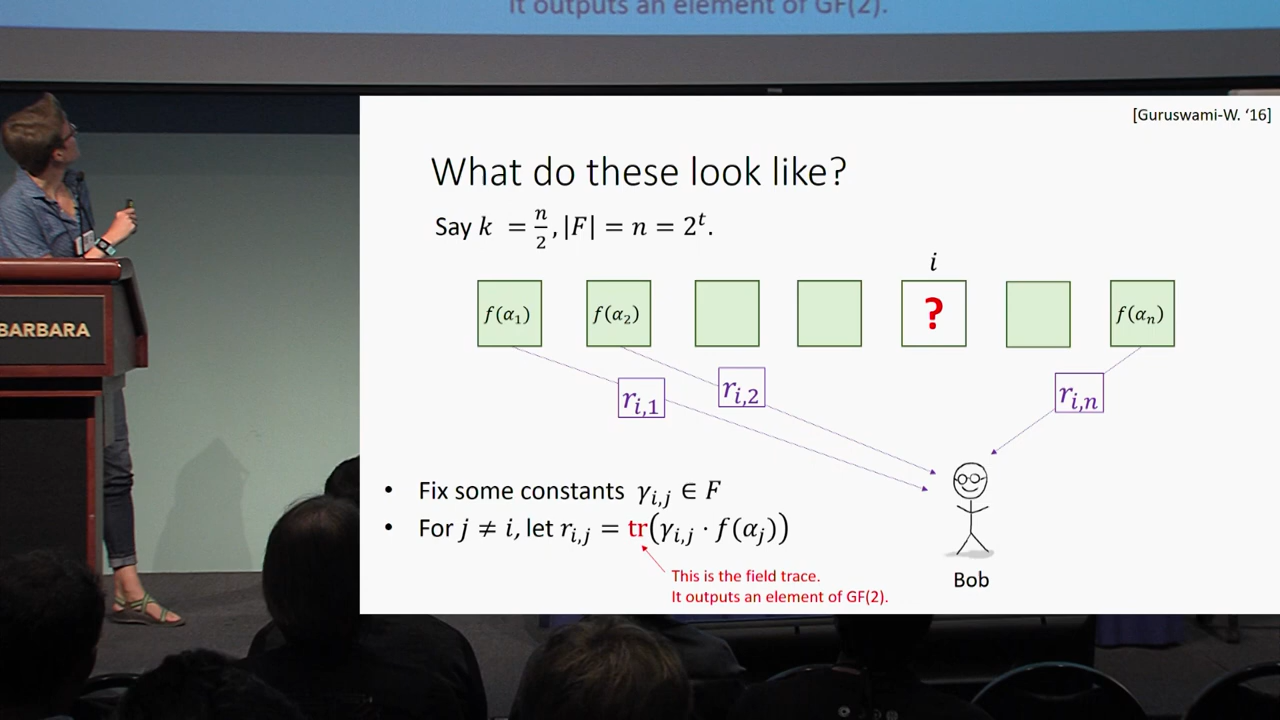 It outputs an element of GF(2).
[Guruswami-W. ‘16]
What do these look like?
Say k = n/2, |F| = n = 2^t.
i
f(α₁) f(α₂) ? f(αₙ)
r_{i,1} r_{i,2} r_{i,n}
BARBARA
• Fix some constants γ_{i,j} ∈ F
• For j ≠ i, let r_{i,j} = tr(γ_{i,j} · f(α_j))
This is the field trace.
It outputs an element of GF(2).
Bob